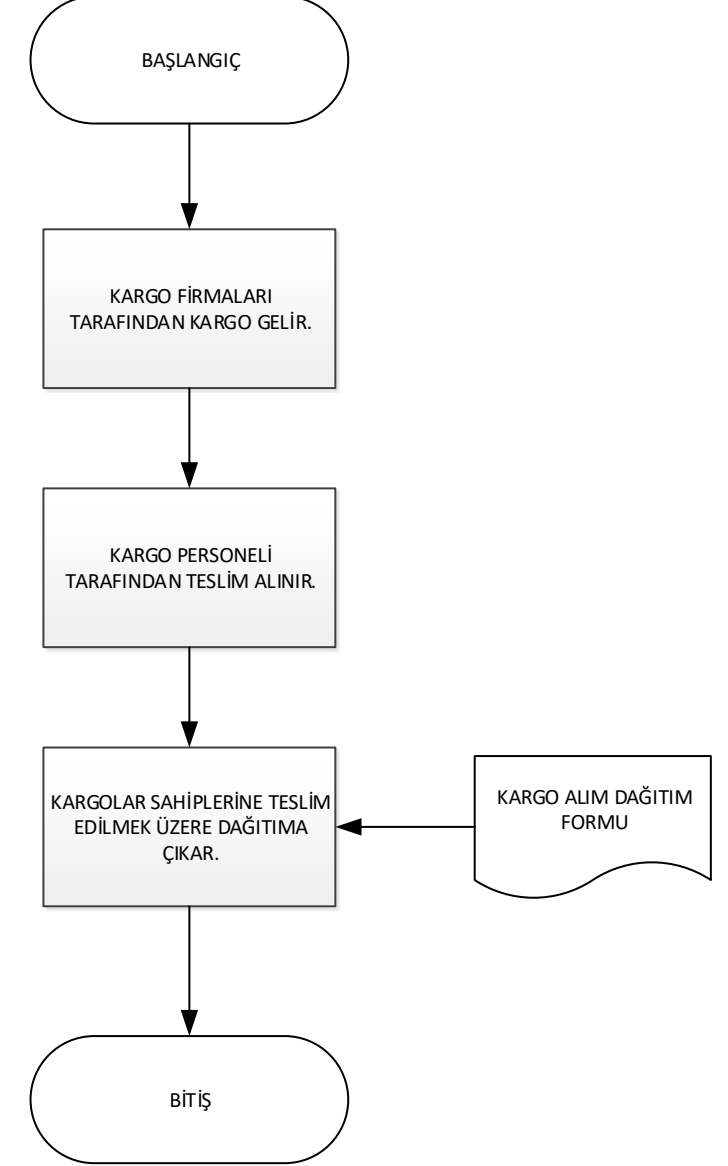 BAŞLANGIÇ
KARGO FİRMALARI
TARAFINDAN KARGO GELİR.
KARGO PERSONELİ
TARAFINDAN TESLİM ALINIR.
KARGOLAR SAHİPLERİNE TESLİM
EDİLMEK ÜZERE DAĞITIMA
ÇIKAR.
KARGO ALIM DAĞITIM
FORMU
BİTİŞ